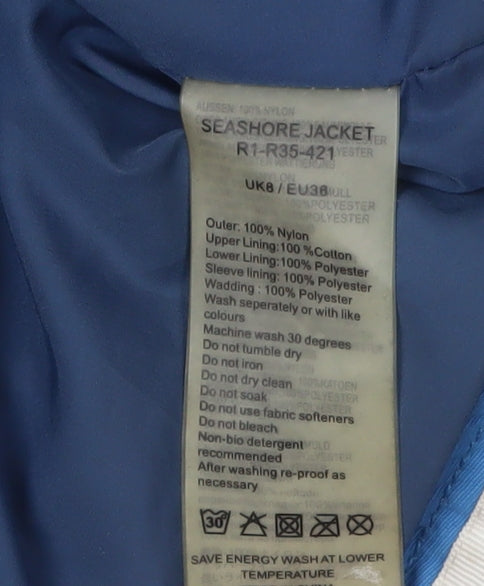 AUSSEN: 100% NYLON
SEASHORE JACKET
R1-R35-421
UK8 / EU36
Outer: 100% Nylon
Upper Lining:100 %Cotton
Lower Lining:100% Polyester
Sleeve lining: 100% Polyester
Wadding : 100% Polyester
Wash seperately or with like
colours
Machine wash 30 degrees
Do not tumble dry
Do not iron
Do not dry clean
Do not soak
Do not use fabric softeners
Do not bleach
Non-bio detergent
recommended
After washing re-proof as
necessary
30
SAVE ENERGY WASH AT LOWER
TEMPERATURE